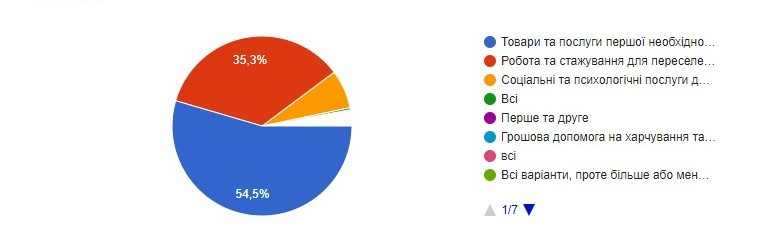 35,3%
54,5%
Товари та послуги першої необхідно…
Робота та стажування для переселе…
Соціальні та психологічні послуги д…
Всі
Перше та друге
Грошова допомога на харчування та…
всі
Всі варіанти, проте більше або мен…
1/7